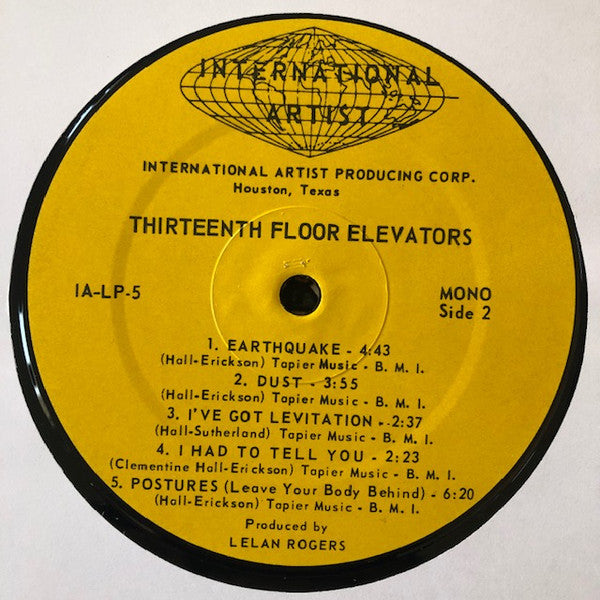 INTERNATIONAL
ARTIST
INTERNATIONAL ARTIST PRODUCING CORP.
Houston, Texas
THIRTEENTH FLOOR ELEVATORS
IA-LP-5
MONO
Side 2
1. EARTHQUAKE - 4:43
(Hall-Erickson) Tapier Music - B. M. I.
2. DUST - 3:55
(Hall-Erickson) Tapier Music - B. M. I.
3. I'VE GOT LEVITATION - 2:37
(Hall-Sutherland) Tapier Music - B. M. I.
4. I HAD TO TELL YOU - 2:23
(Clementine Hall-Erickson) Tapier Music - B. M. I.
5. POSTURES (Leave Your Body Behind) - 6:20
(Hall-Erickson) Tapier Music - B. M. I.
Produced by
LELAN ROGERS